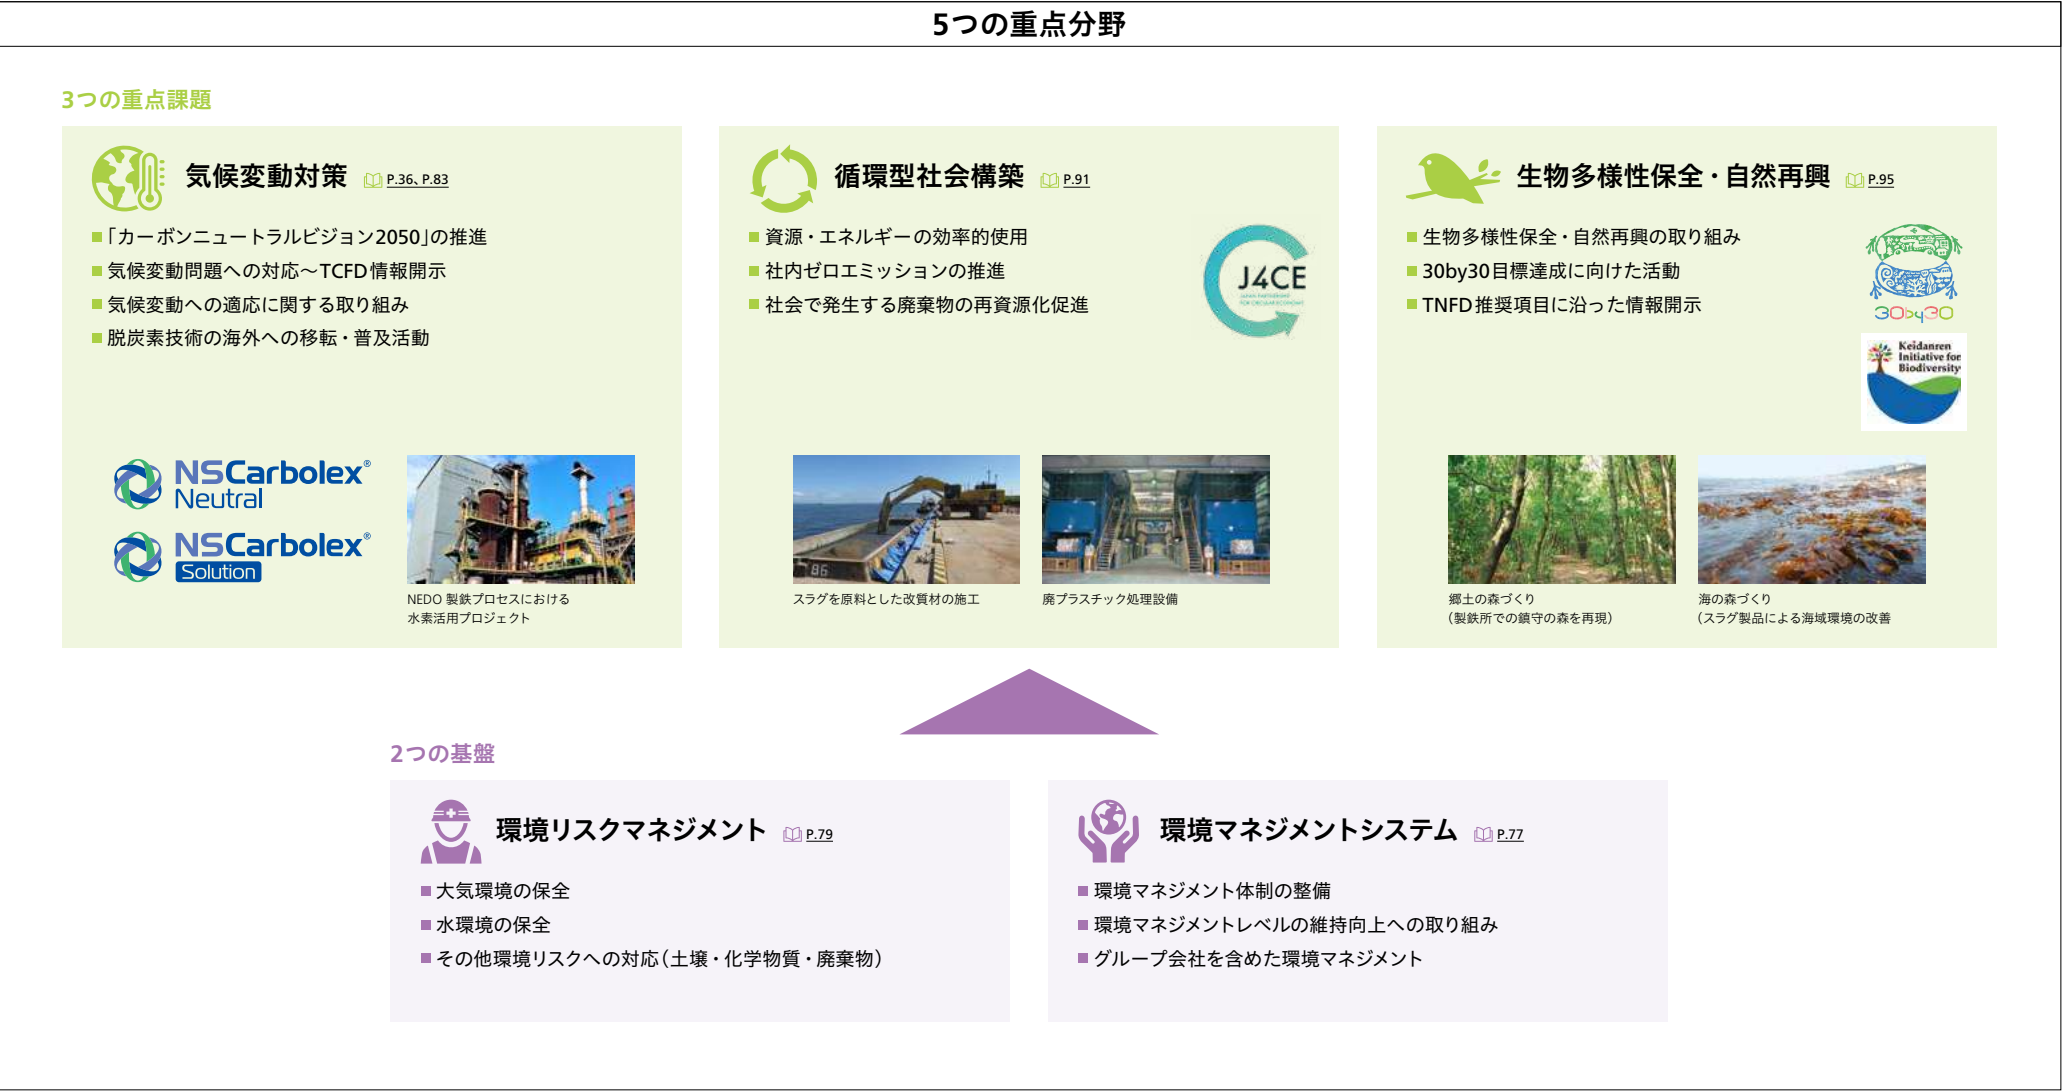 5つの重点分野
3つの重点課題
気候変動対策 P.36、P.83
■「カーボンニュートラルビジョン2050」の推進
■気候変動問題への対応～TCFD情報開示
■気候変動への適応に関する取り組み
■脱炭素技術の海外への移転・普及活動
NSCarbolex®
Neutral
NSCarbolex®
Solution
NEDO 製鉄プロセスにおける
水素活用プロジェクト
循環型社会構築 P.91
■資源・エネルギーの効率的使用
■社内ゼロエミッションの推進
■社会で発生する廃棄物の再資源化促進
J4CE
JAPAN PARTNERSHIP
FOR CIRCULAR ECONOMY
86
スラグを原料とした改質材の施工
廃プラスチック処理設備
生物多様性保全・自然再興 P.95
■生物多様性保全・自然再興の取り組み
■30by30目標達成に向けた活動
■TNFD推奨項目に沿った情報開示
30by30
Keidanren
Initiative for
Biodiversity
郷土の森づくり
（製鉄所での鎮守の森を再現）
海の森づくり
（スラグ製品による海域環境の改善
2つの基盤
環境リスクマネジメント P.79
■大気環境の保全
■水環境の保全
■その他環境リスクへの対応（土壌・化学物質・廃棄物）
環境マネジメントシステム P.77
■環境マネジメント体制の整備
■環境マネジメントレベルの維持向上への取り組み
■グループ会社を含めた環境マネジメント